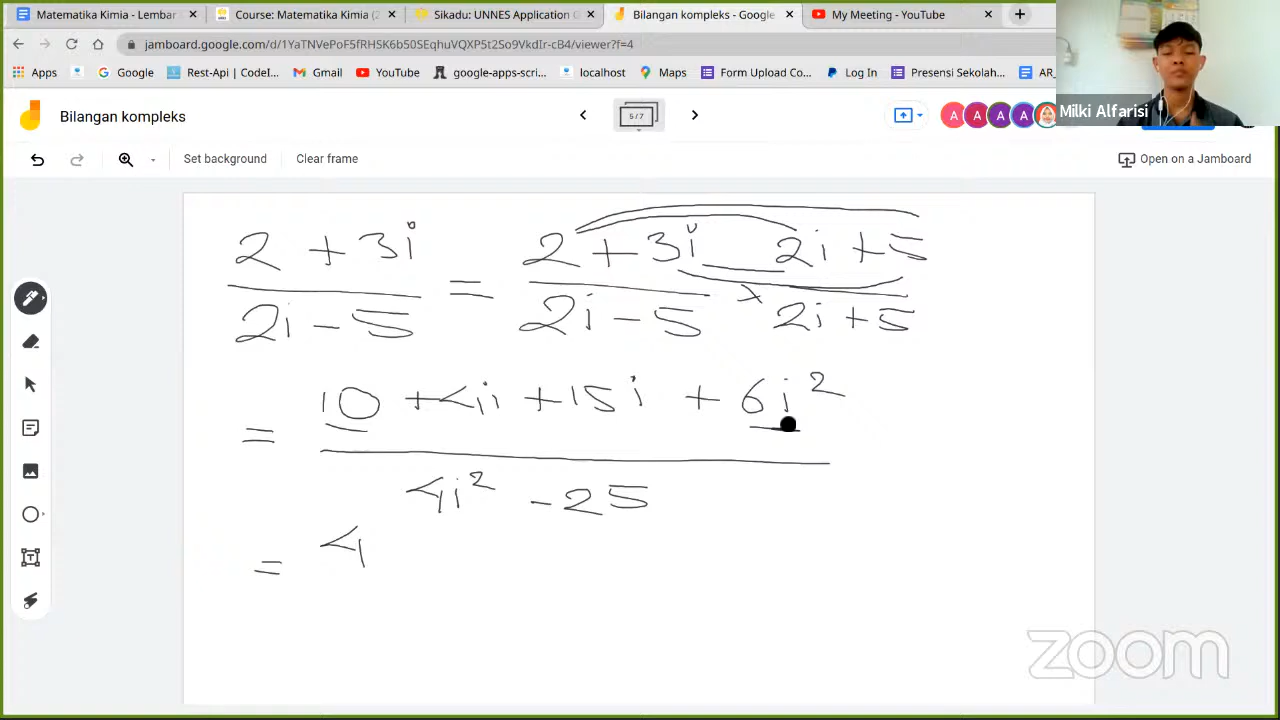 Matematika Kimia - Lembar Course: Matematika Kimia (2 Sikadu: UNNES Application G Bilangan kompleks - Google My Meeting - YouTube
jamboard.google.com/d/1YaTNVePoF5fRH5K6b50SEqhuVQXP5t2So9VkdIr-cB4/viewer?f=4
Apps Google Rest-Api | CodeI... Gmail YouTube google-apps-scri... localhost Maps Form Upload Co... Log In Presensi Sekolah... AR_
Milki Alfarisi
Bilangan kompleks 5/7 A A A A
Set background Clear frame Open on a Jamboard
2 + 3i / 2i - 5 = 2 + 3i / 2i - 5 × 2i + 5 / 2i + 5
= 10 + 4i + 15i + 6i² / 4i² - 25
= 4
zoom